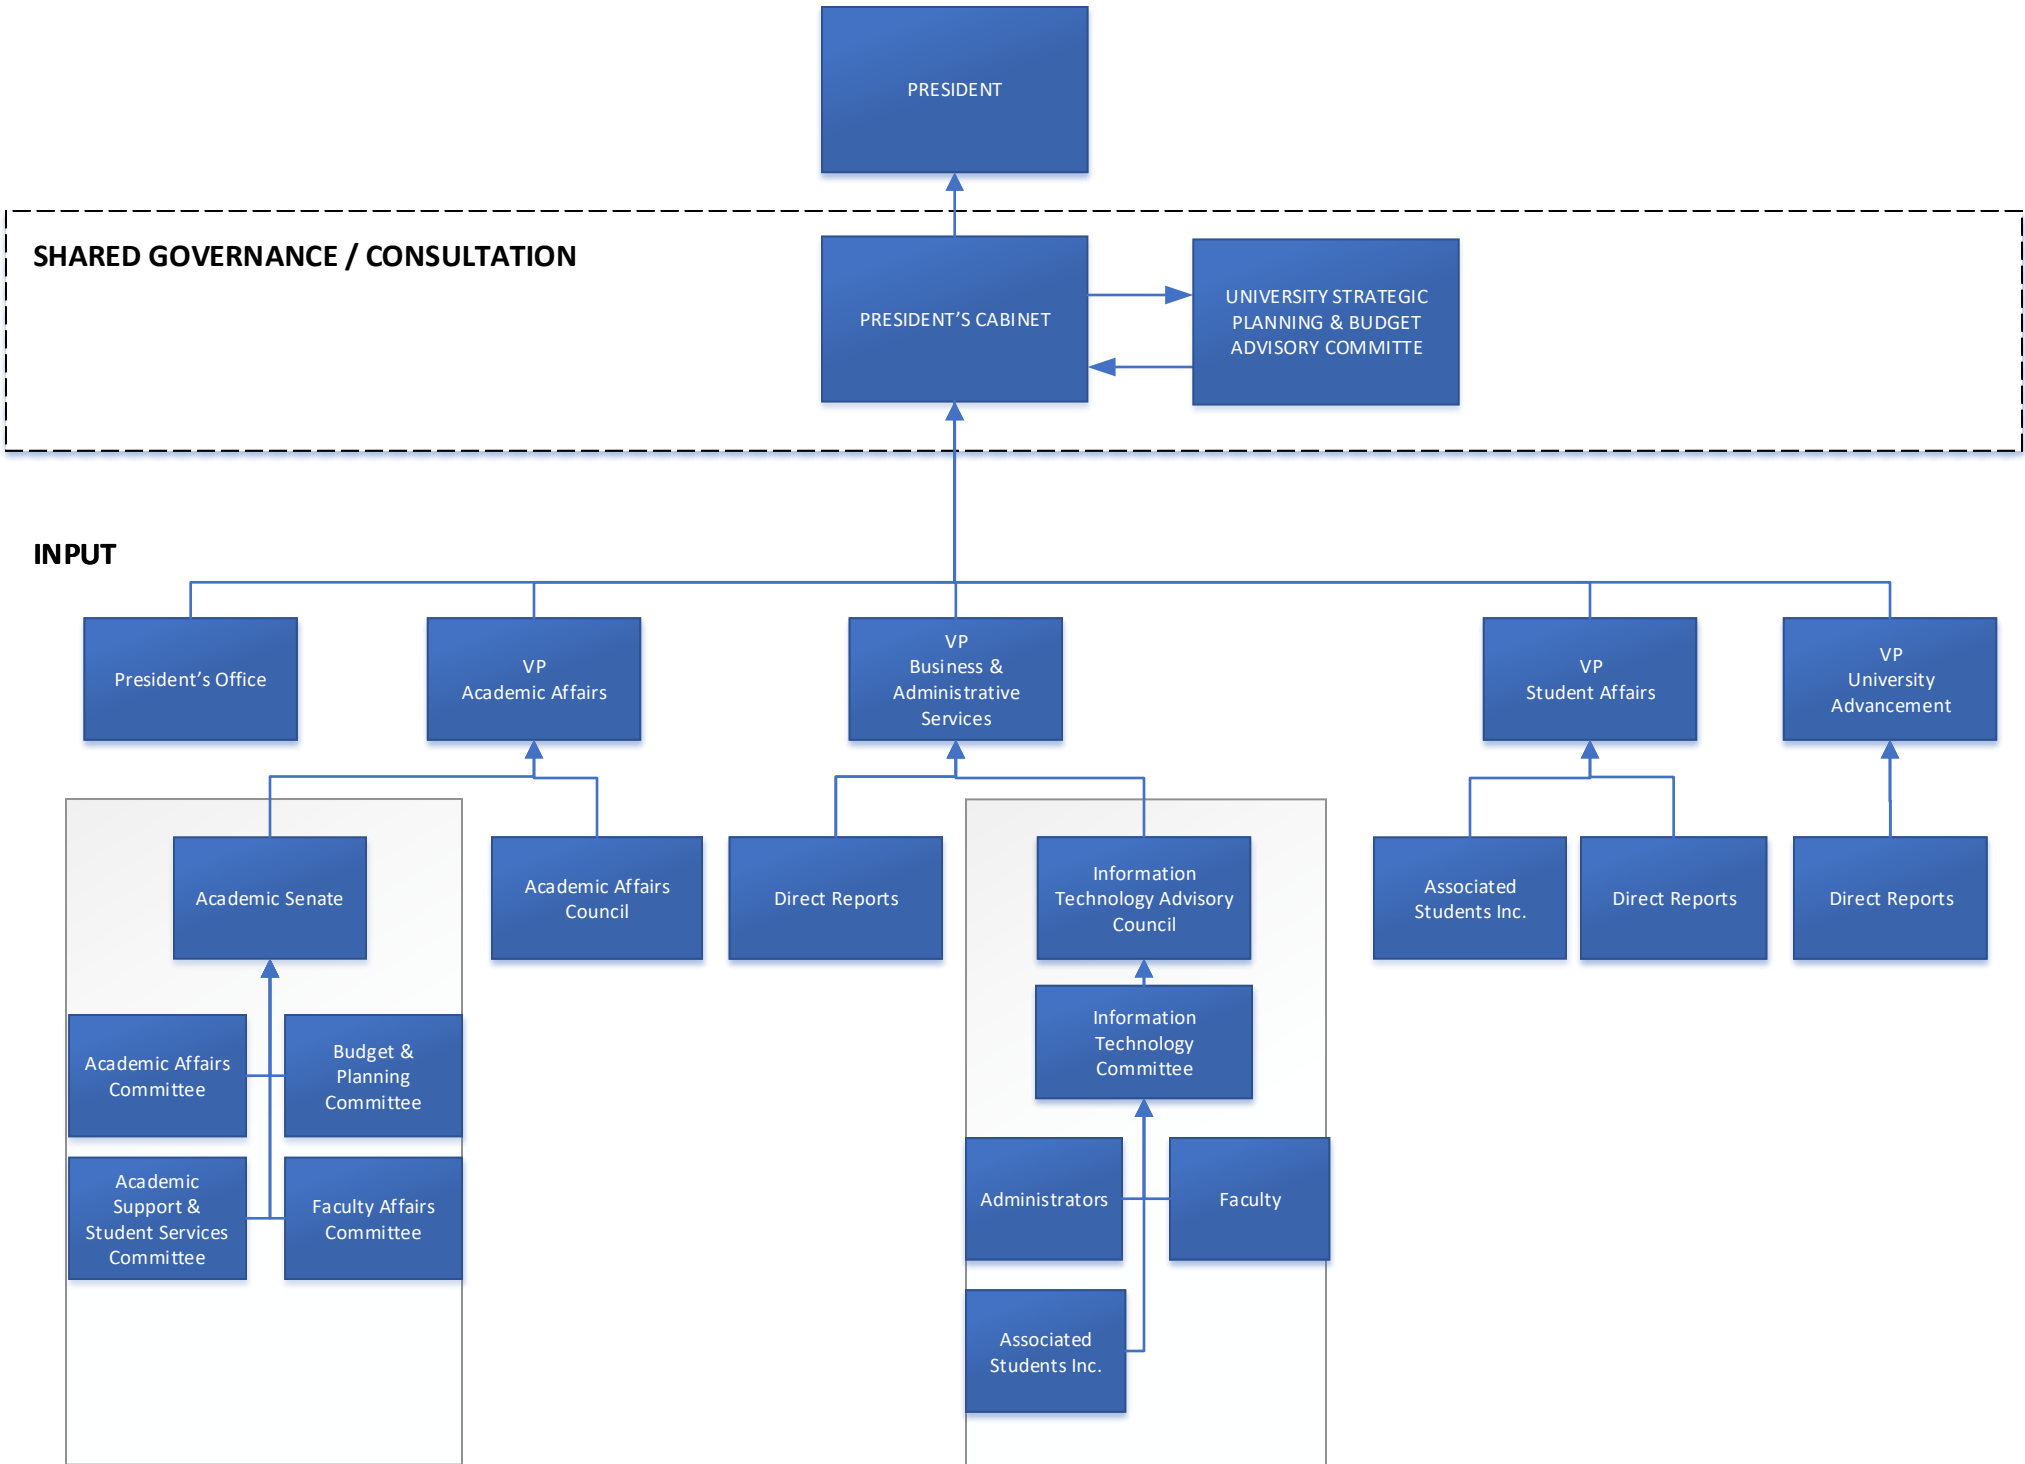 PRESIDENT
SHARED GOVERNANCE / CONSULTATION
PRESIDENT’S CABINET
UNIVERSITY STRATEGIC
PLANNING & BUDGET
ADVISORY COMMITTE
INPUT
President’s Office
VP
Academic Affairs
VP
Business &
Administrative
Services
VP
Student Affairs
VP
University
Advancement
Academic Senate
Academic Affairs
Council
Direct Reports
Information
Technology Advisory
Council
Associated
Students Inc.
Direct Reports
Direct Reports
Information
Technology
Committee
Academic Affairs
Committee
Budget &
Planning
Committee
Academic
Support &
Student Services
Committee
Faculty Affairs
Committee
Administrators
Faculty
Associated
Students Inc.